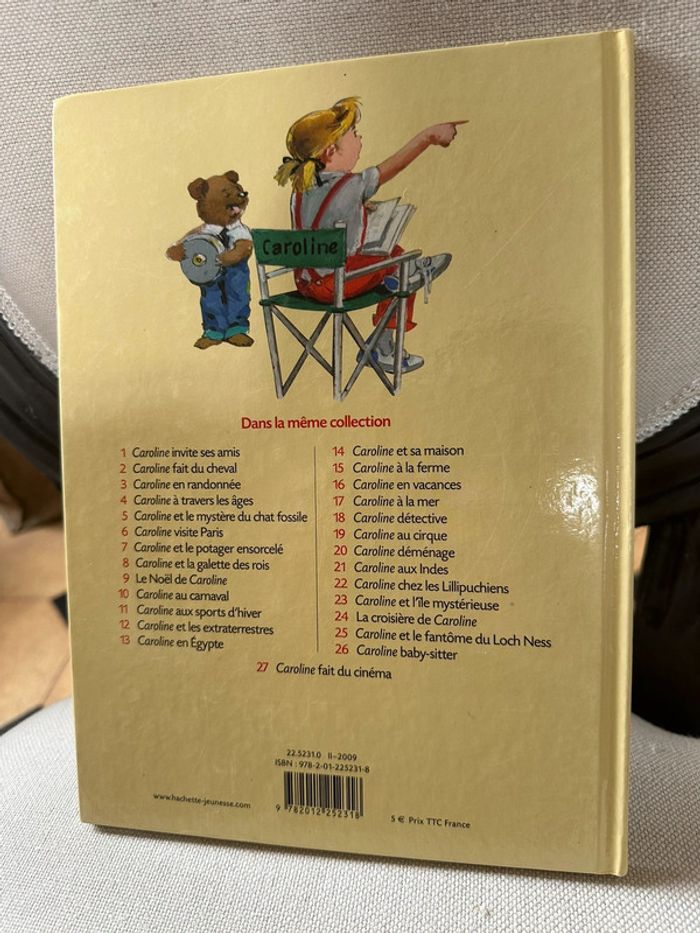 Caroline
Dans la même collection
1 Caroline invite ses amis
2 Caroline fait du cheval
3 Caroline en randonnée
4 Caroline à travers les âges
5 Caroline et le mystère du chat fossile
6 Caroline visite Paris
7 Caroline et le potager ensorcelé
8 Caroline et la galette des rois
9 Le Noël de Caroline
10 Caroline au carnaval
11 Caroline aux sports d'hiver
12 Caroline et les extraterrestres
13 Caroline en Égypte
14 Caroline et sa maison
15 Caroline à la ferme
16 Caroline en vacances
17 Caroline à la mer
18 Caroline détective
19 Caroline au cirque
20 Caroline déménage
21 Caroline aux Indes
22 Caroline chez les Lillipuchiens
23 Caroline et l'île mystérieuse
24 La croisière de Caroline
25 Caroline et le fantôme du Loch Ness
26 Caroline baby-sitter
27 Caroline fait du cinéma
22.5231.0 II-2009
ISBN : 978-2-01-225231-8
www.hachette-jeunesse.com
9 782012 252318
5 € Prix TTC France